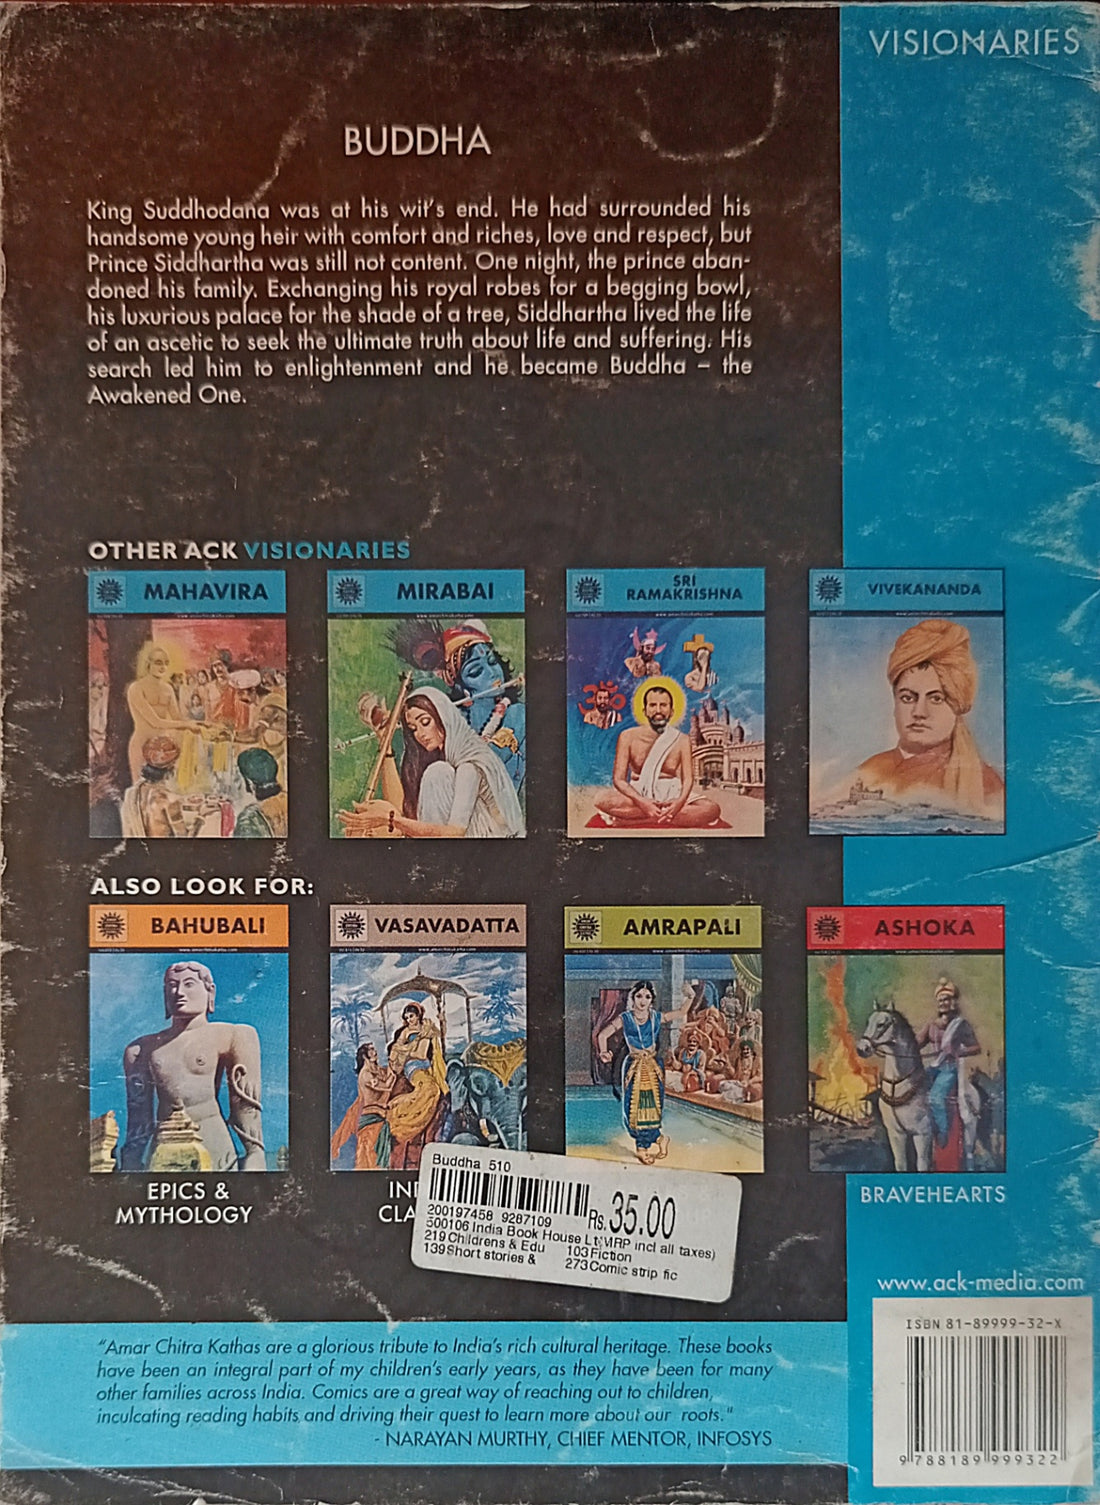 VISIONARIES
BUDDHA
King Suddhodana was at his wit's end. He had surrounded his
handsome young heir with comfort and riches, love and respect, but
Prince Siddhartha was still not content. One night, the prince aban-
doned his family. Exchanging his royal robes for a begging bowl,
his luxurious palace for the shade of a tree, Siddhartha lived the life
of an ascetic to seek the ultimate truth about life and suffering. His
search led him to enlightenment and he became Buddha – the
Awakened One.
OTHER ACK VISIONARIES
MAHAVIRA
MIRABAI
SRI
RAMAKRISHNA
VIVEKANANDA
ALSO LOOK FOR:
BAHUBALI
VASAVADATTA
AMRAPALI
ASHOKA
EPICS &
MYTHOLOGY
BRAVEHEARTS
Buddha 510
Rs.35.00
200197458 9287109
500106 India Book House Lt MRP incl all taxes)
219 Childrens & Edu 103 Fiction
139 Short stories & 273 Comic strip fic
www.ack-media.com
ISBN 81-89999-32-X
9 788189 999322
"Amar Chitra Kathas are a glorious tribute to India's rich cultural heritage. These books
have been an integral part of my children's early years, as they have been for many
other families across India. Comics are a great way of reaching out to children,
inculcating reading habits and driving their quest to learn more about our roots."
- NARAYAN MURTHY, CHIEF MENTOR, INFOSYS